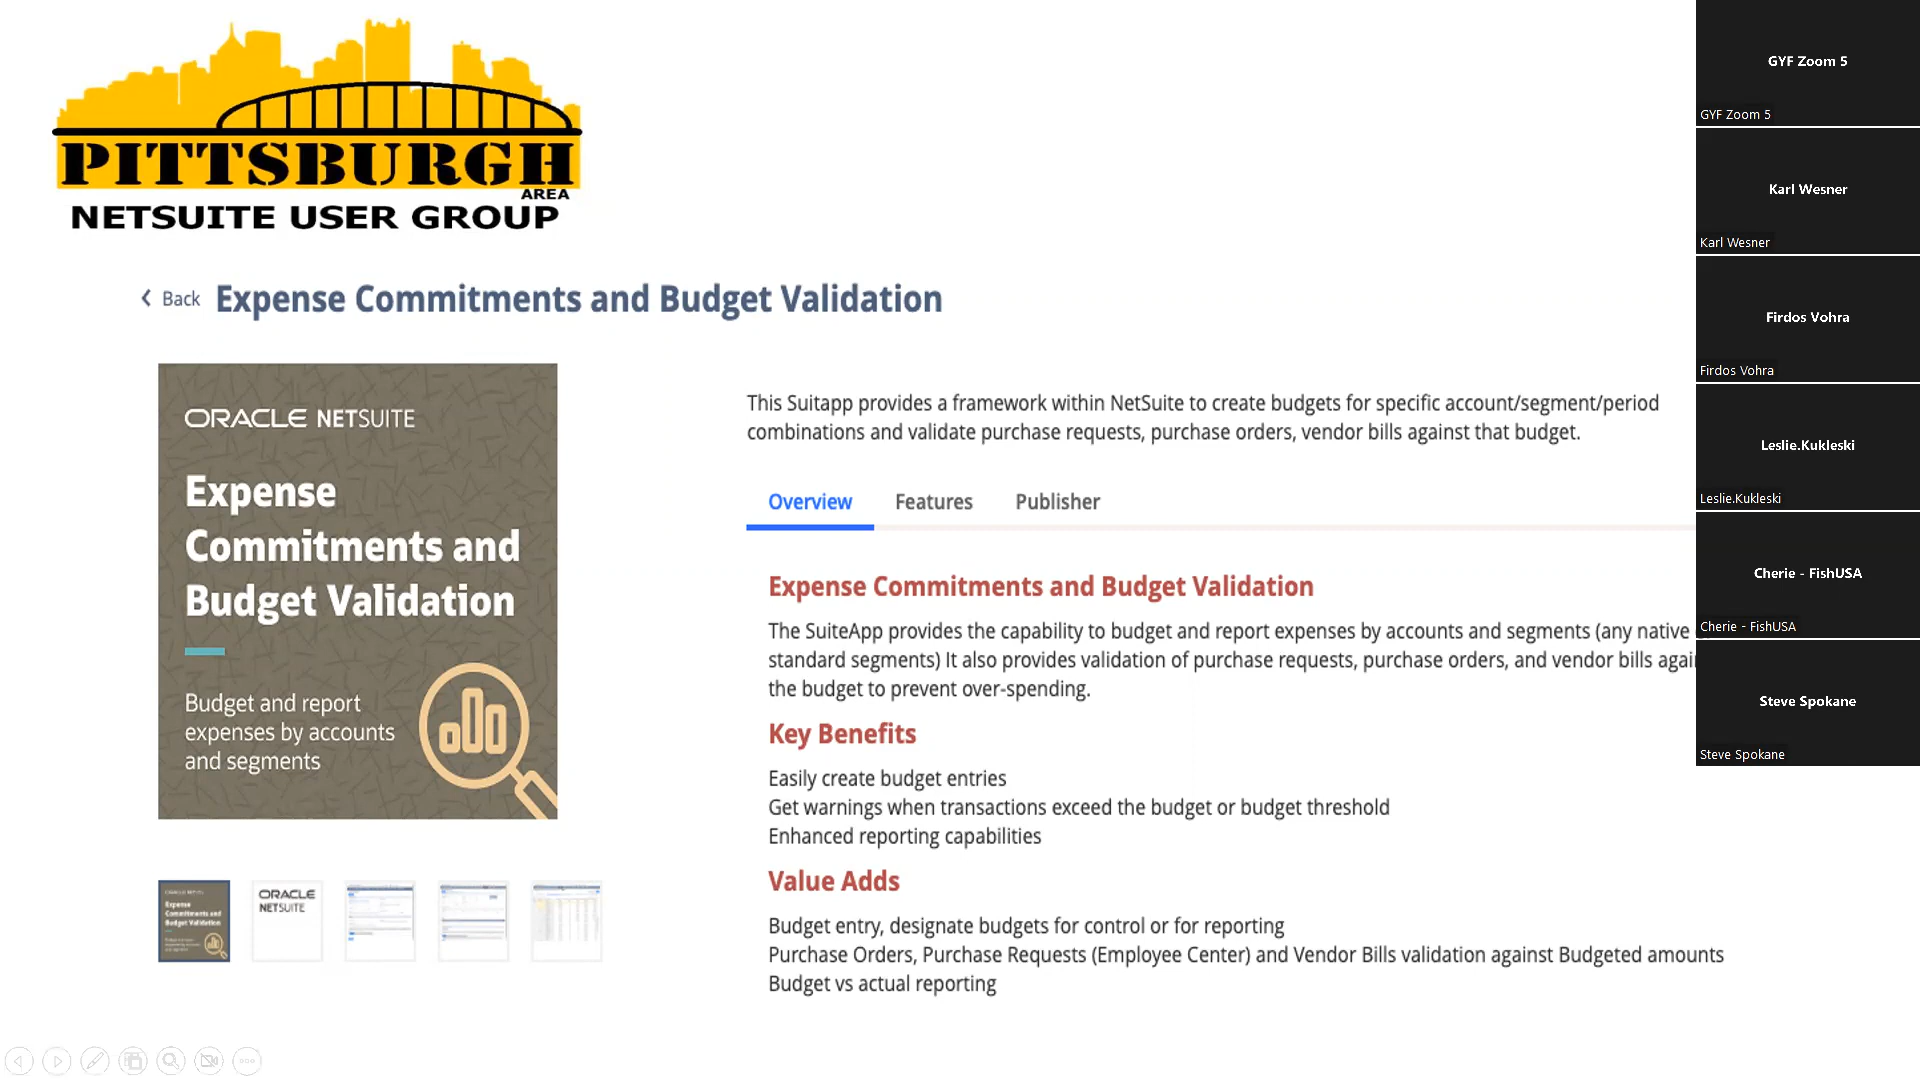 PITTSBURGH
AREA
NETSUITE USER GROUP
Back
Expense Commitments and Budget Validation
ORACLE NETSUITE
Expense
Commitments and
Budget Validation
Budget and report
expenses by accounts
and segments
ORACLE
NETSUITE
This Suitapp provides a framework within NetSuite to create budgets for specific account/segment/period
combinations and validate purchase requests, purchase orders, vendor bills against that budget.
Overview Features Publisher
Expense Commitments and Budget Validation
The SuiteApp provides the capability to budget and report expenses by accounts and segments (any native
standard segments) It also provides validation of purchase requests, purchase orders, and vendor bills agai
the budget to prevent over-spending.
Key Benefits
Easily create budget entries
Get warnings when transactions exceed the budget or budget threshold
Enhanced reporting capabilities
Value Adds
Budget entry, designate budgets for control or for reporting
Purchase Orders, Purchase Requests (Employee Center) and Vendor Bills validation against Budgeted amounts
Budget vs actual reporting
GYF Zoom 5
GYF Zoom 5
Karl Wesner
Karl Wesner
Firdos Vohra
Firdos Vohra
Leslie.Kukleski
Leslie.Kukleski
Cherie - FishUSA
Cherie - FishUSA
Steve Spokane
Steve Spokane